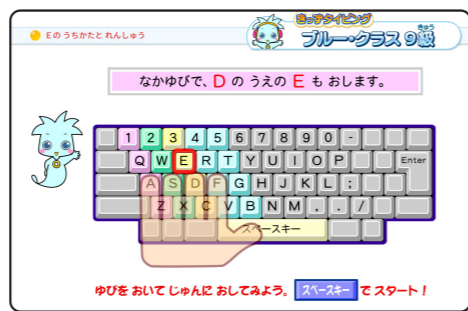 きっずタイピング
Eの うちかたと れんしゅう
ブルー・クラス 9級
きゅう
なかゆびで、D の うえの E も おします。
1 2 3 4 5 6 7 8 9 0 -
Q W E R T Y U I O P Enter
A S D F G H J K L ;
Z X C V B N M , . /
スペースキー
ゆびを おいて じゅんに おしてみよう。 スペースキー で スタート!